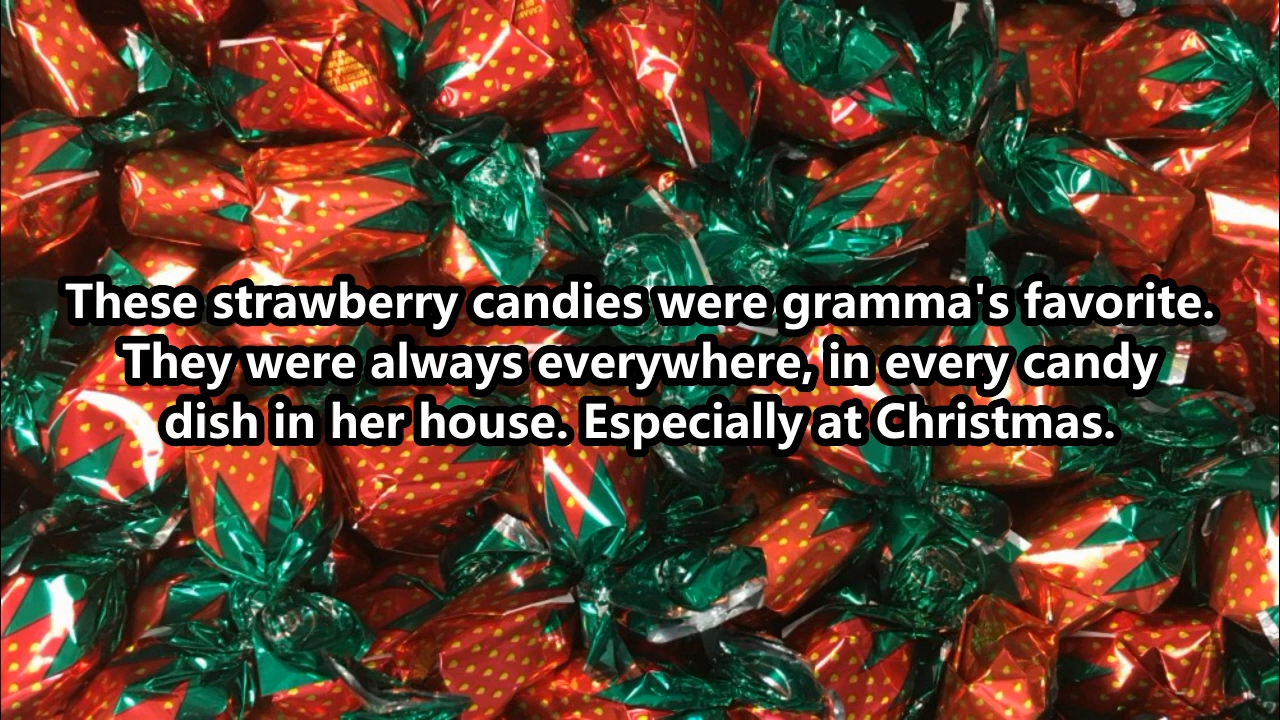 These strawberry candies were gramma's favorite.
They were always everywhere, in every candy
dish in her house. Especially at Christmas.